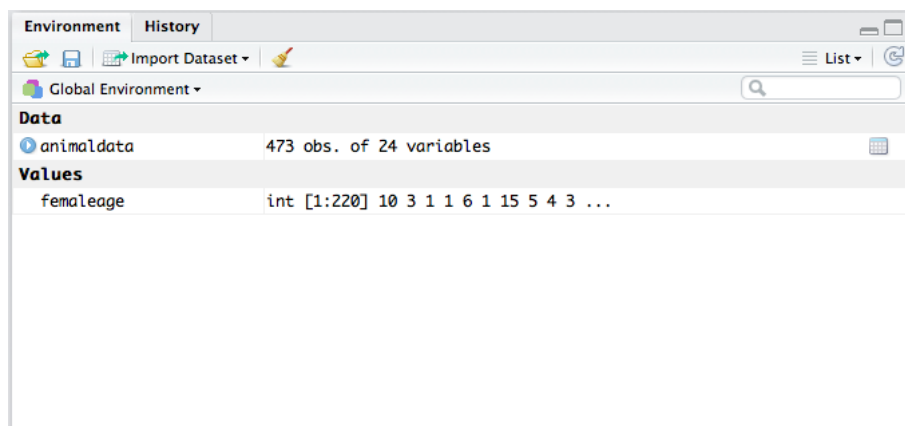 Environment History
Import Dataset List
Global Environment
Data
animaldata 473 obs. of 24 variables
Values
femaleage int [1:220] 10 3 1 1 6 1 15 5 4 3 ...